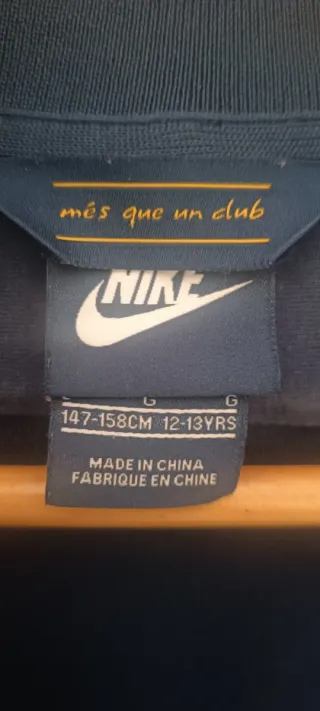 més que un club
NIKE
G G
147-158CM 12-13YRS
MADE IN CHINA
FABRIQUE EN CHINE